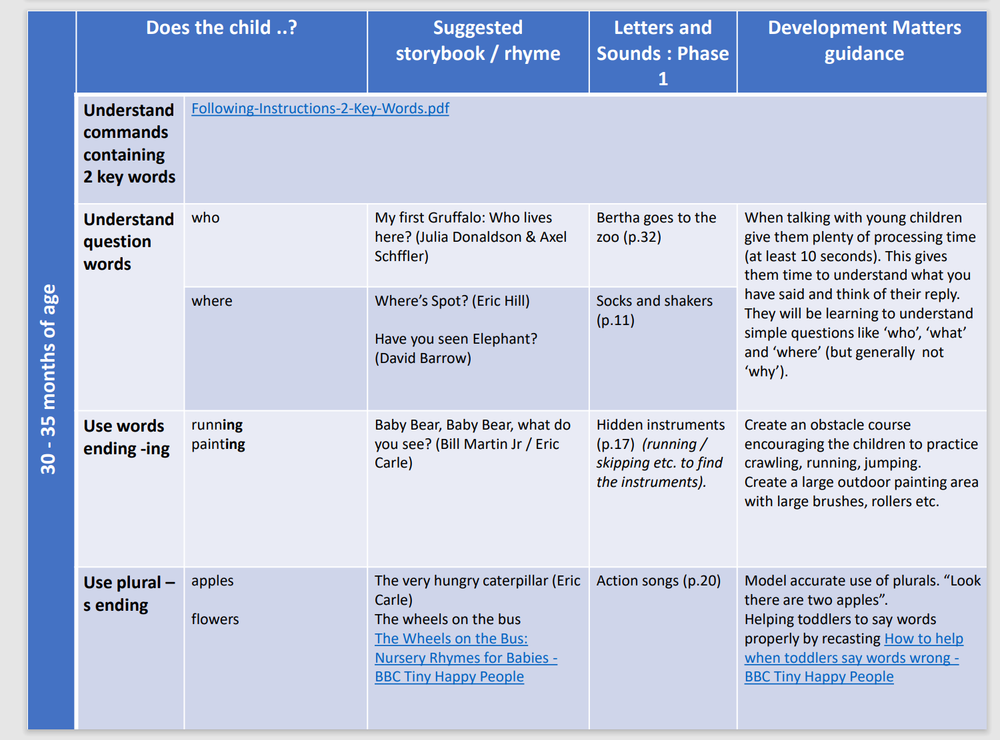 Does the child ..?
Suggested
storybook / rhyme
Letters and
Sounds : Phase
1
Development Matters
guidance
30 - 35 months of age
Understand
commands
containing
2 key words
Following-Instructions-2-Key-Words.pdf
Understand
question
words
who
My first Gruffalo: Who lives
here? (Julia Donaldson & Axel
Schffler)
Bertha goes to the
zoo (p.32)
When talking with young children
give them plenty of processing time
(at least 10 seconds). This gives
them time to understand what you
have said and think of their reply.
They will be learning to understand
simple questions like ‘who’, ‘what’
and ‘where’ (but generally  not
‘why’).
where
Where’s Spot? (Eric Hill)
Have you seen Elephant?
(David Barrow)
Socks and shakers
(p.11)
Use words
ending -ing
running
painting
Baby Bear, Baby Bear, what do
you see? (Bill Martin Jr / Eric
Carle)
Hidden instruments
(p.17)  (running /
skipping etc. to find
the instruments).
Create an obstacle course
encouraging the children to practice
crawling, running, jumping.
Create a large outdoor painting area
with large brushes, rollers etc.
Use plural –
s ending
apples
flowers
The very hungry caterpillar (Eric
Carle)
The wheels on the bus
The Wheels on the Bus:
Nursery Rhymes for Babies -
BBC Tiny Happy People
Action songs (p.20)
Model accurate use of plurals. “Look
there are two apples”.
Helping toddlers to say words
properly by recasting How to help
when toddlers say words wrong -
BBC Tiny Happy People